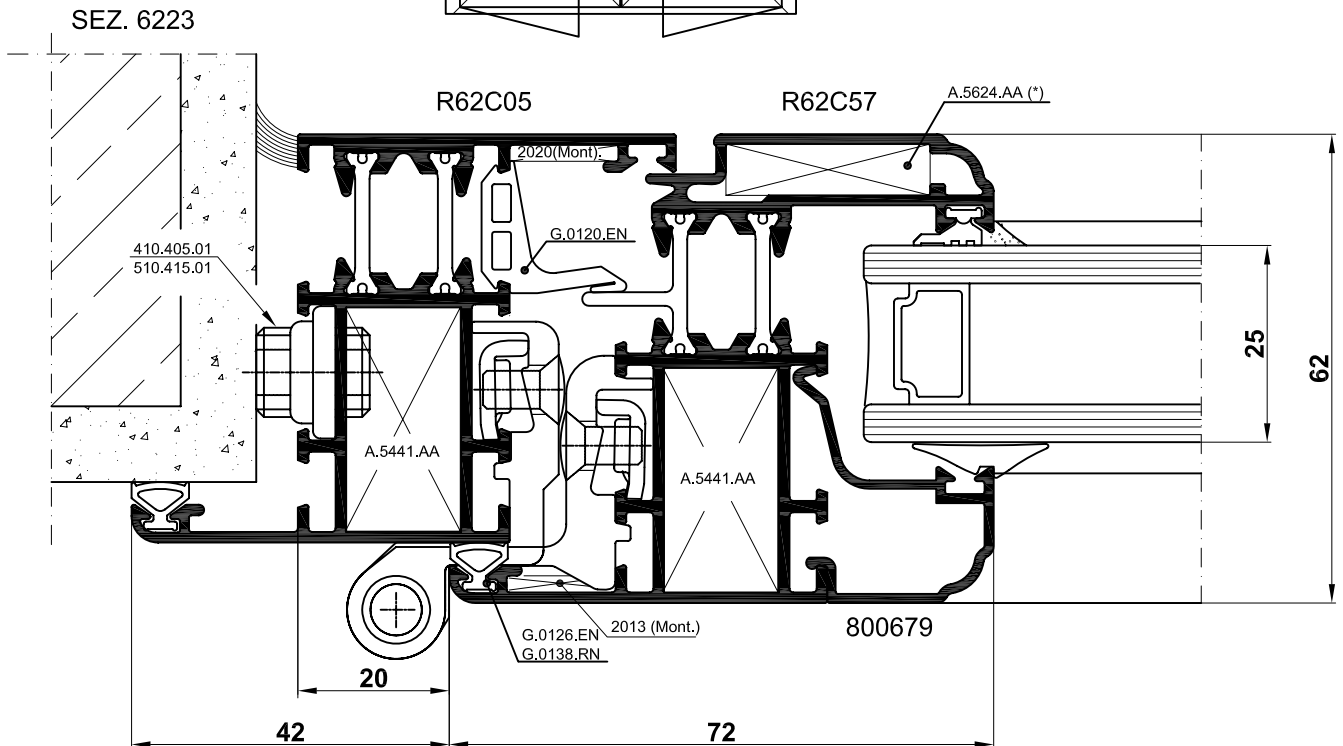 SEZ. 6223
R62C05
R62C57
A.5624.AA (*)
2020(Mont).
G.0120.EN
410.405.01
510.415.01
25
62
A.5441.AA
A.5441.AA
G.0126.EN
G.0138.RN
2013 (Mont.)
800679
20
42
72